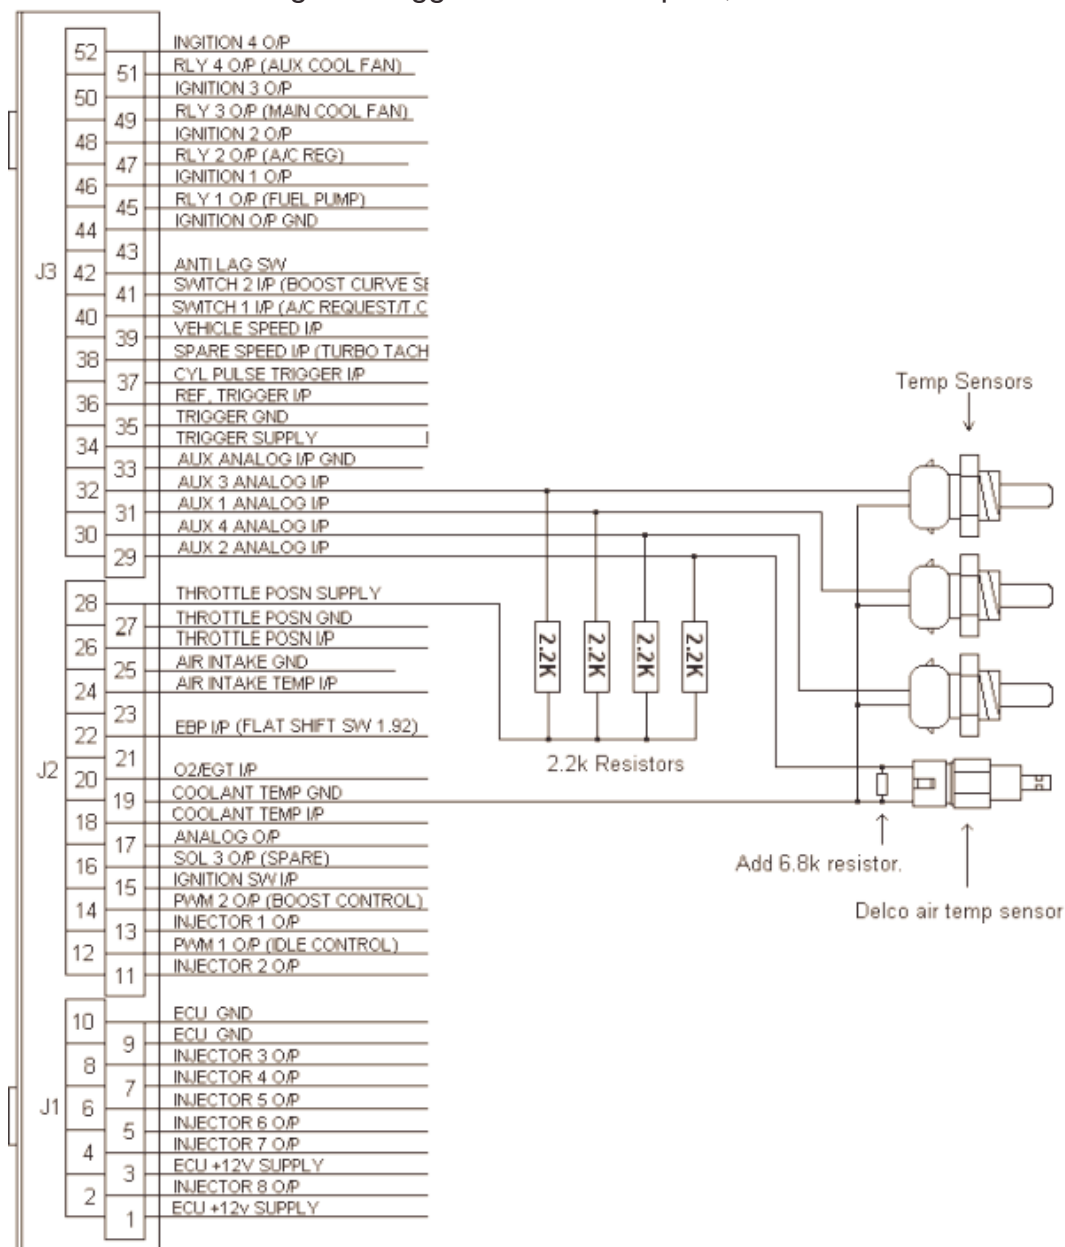 52 INGITION 4 O/P
51 RLY 4 O/P (AUX COOL FAN)
50 IGNITION 3 O/P
49 RLY 3 O/P (MAIN COOL FAN)
48 IGNITION 2 O/P
47 RLY 2 O/P (A/C REG)
46 IGNITION 1 O/P
45 RLY 1 O/P (FUEL PUMP)
44 IGNITION O/P GND
43
J3
42 ANTI LAG SW
41 SWITCH 2 I/P (BOOST CURVE
40 SWITCH 1 I/P (A/C REQUEST/T.C
39 VEHICLE SPEED I/P
38 SPARE SPEED I/P (TURBO TACH
37 CYL PULSE TRIGGER I/P
36 REF. TRIGGER I/P
35 TRIGGER GND
34 TRIGGER SUPPLY
33 AUX ANALOG I/P GND
32 AUX 3 ANALOG I/P
31 AUX 1 ANALOG I/P
30 AUX 4 ANALOG I/P
29 AUX 2 ANALOG I/P
Temp Sensors
28 THROTTLE POSN SUPPLY
27 THROTTLE POSN GND
26 THROTTLE POSN I/P
25 AIR INTAKE GND
24 AIR INTAKE TEMP I/P
23
22 EBP I/P (FLAT SHIFT SW 1.92)
21
J2
20 O2/EGT I/P
19 COOLANT TEMP GND
18 COOLANT TEMP I/P
17 ANALOG O/P
16 SOL 3 O/P (SPARE)
15 IGNITION SW I/P
14 PWM 2 O/P (BOOST CONTROL)
13 INJECTOR 1 O/P
12 PWM 1 O/P (IDLE CONTROL)
11 INJECTOR 2 O/P
2.2K 2.2K 2.2K 2.2K
2.2k Resistors
Add 6.8k resistor.
Delco air temp sensor
10 ECU GND
9 ECU GND
8 INJECTOR 3 O/P
7 INJECTOR 4 O/P
J1
6 INJECTOR 5 O/P
5 INJECTOR 6 O/P
4 INJECTOR 7 O/P
3 ECU +12V SUPPLY
2 INJECTOR 8 O/P
1 ECU +12v SUPPLY